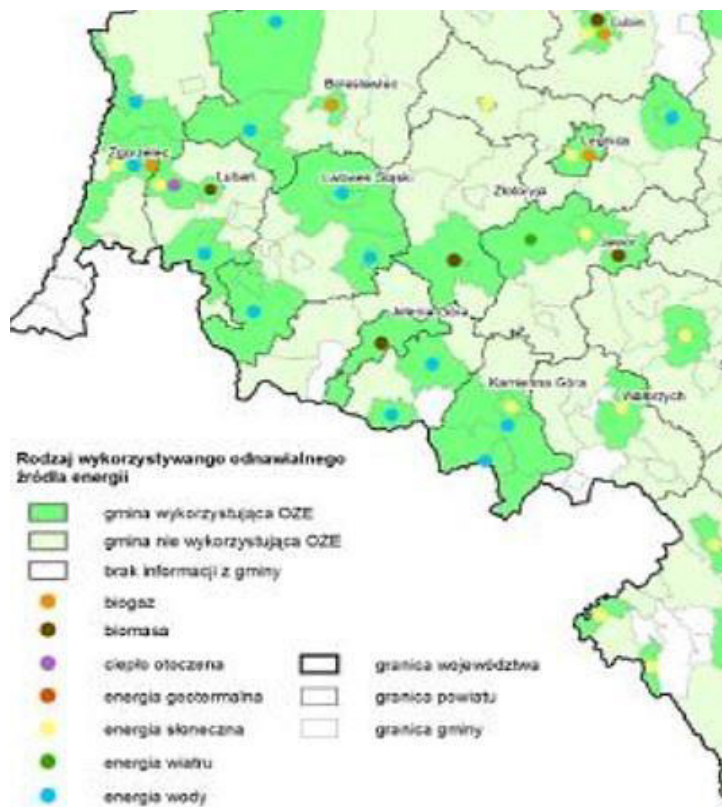 Lubin
Bolesławiec
Legnica
Zgorzelec
Lubań
Lwówek Śląski
Złotoryja
Jawor
Jelenia Góra
Kamienna Góra
Wałbrzych
Rodzaj wykorzystywango odnawialnego
źródła energii
gmina wykorzystująca OZE
gmina nie wykorzystująca OZE
brak informacji z gminy
biogaz
biomasa
ciepło otoczenia
granica województwa
energia geotermalna
granica powiatu
energia słoneczna
granica gminy
energia wiatru
energia wody